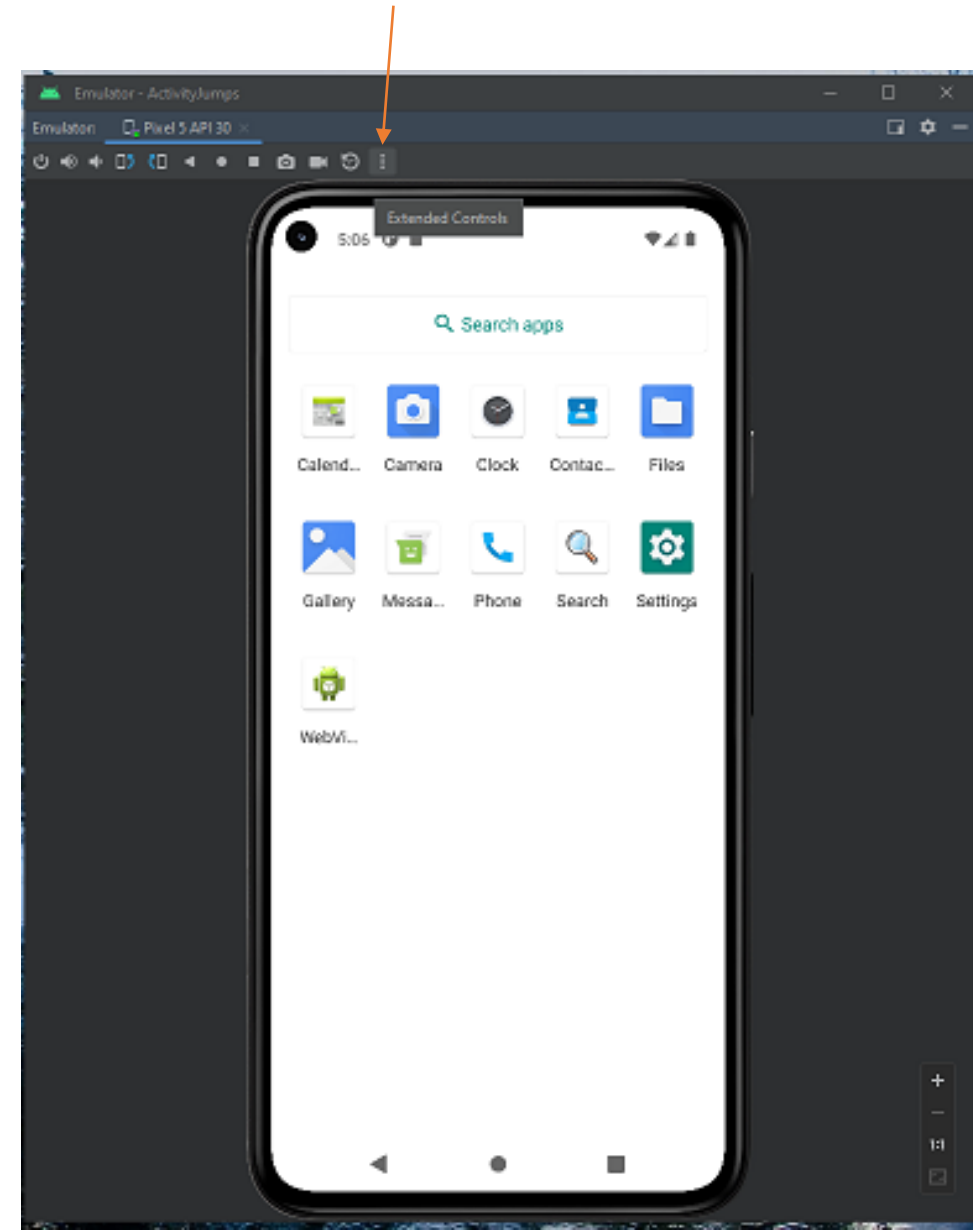 Emulator - ActivityJumps
Emulator: Pixel 5 API 30
Extended Controls
5:05
Search apps
Calend... Camera Clock Contac... Files
Gallery Messa... Phone Search Settings
WebVi...
1:1